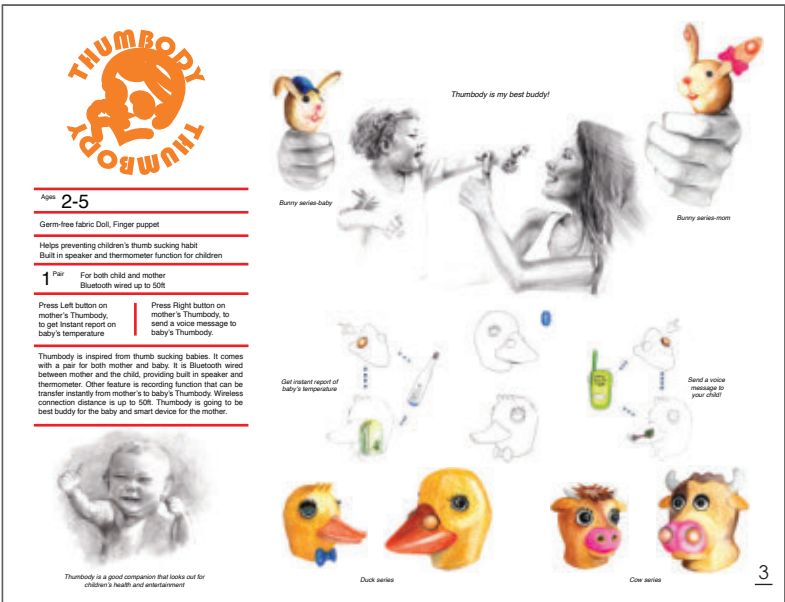 THUMBODY
THUMBODY
Ages 2-5
Germ-free fabric Doll, Finger puppet
Helps preventing children's thumb sucking habit
Built in speaker and thermometer function for children
1 Pair
For both child and mother
Bluetooth wired up to 50ft
Press Left button on
mother's Thumbody,
to get Instant report on
baby's temperature
Press Right button on
mother's Thumbody, to
send a voice message to
baby's Thumbody.
Thumbody is inspired from thumb sucking babies. It comes
with a pair for both mother and baby. It is Bluetooth wired
between mother and the child, providing built in speaker and
thermometer. Other feature is recording function that can be
transfer instantly from mother's to baby's Thumbody. Wireless
connection distance is up to 50ft. Thumbody is going to be
best buddy for the baby and smart device for the mother.
Thumbody is a good companion that looks out for
children's health and entertainment
Thumbody is my best buddy!
Bunny series-baby
Bunny series-mom
Get instant report of
baby's temperature
Send a voice
message to
your child!
Duck series
Cow series
3